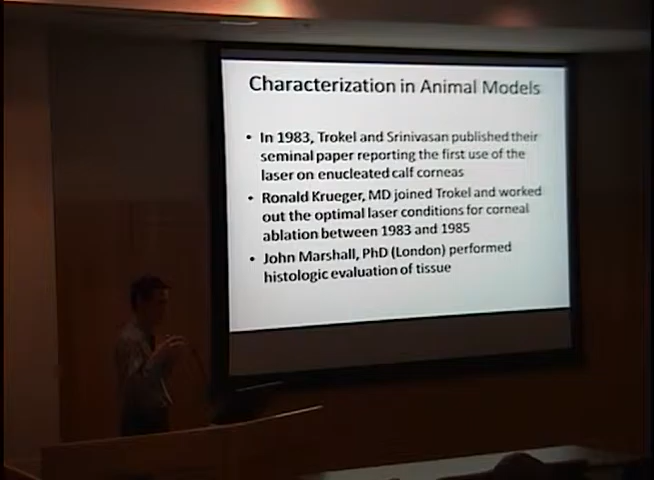 Characterization in Animal Models
• In 1983, Trokel and Srinivasan published their
seminal paper reporting the first use of the
laser on enucleated calf corneas
• Ronald Krueger, MD joined Trokel and worked
out the optimal laser conditions for corneal
ablation between 1983 and 1985
• John Marshall, PhD (London) performed
histologic evaluation of tissue